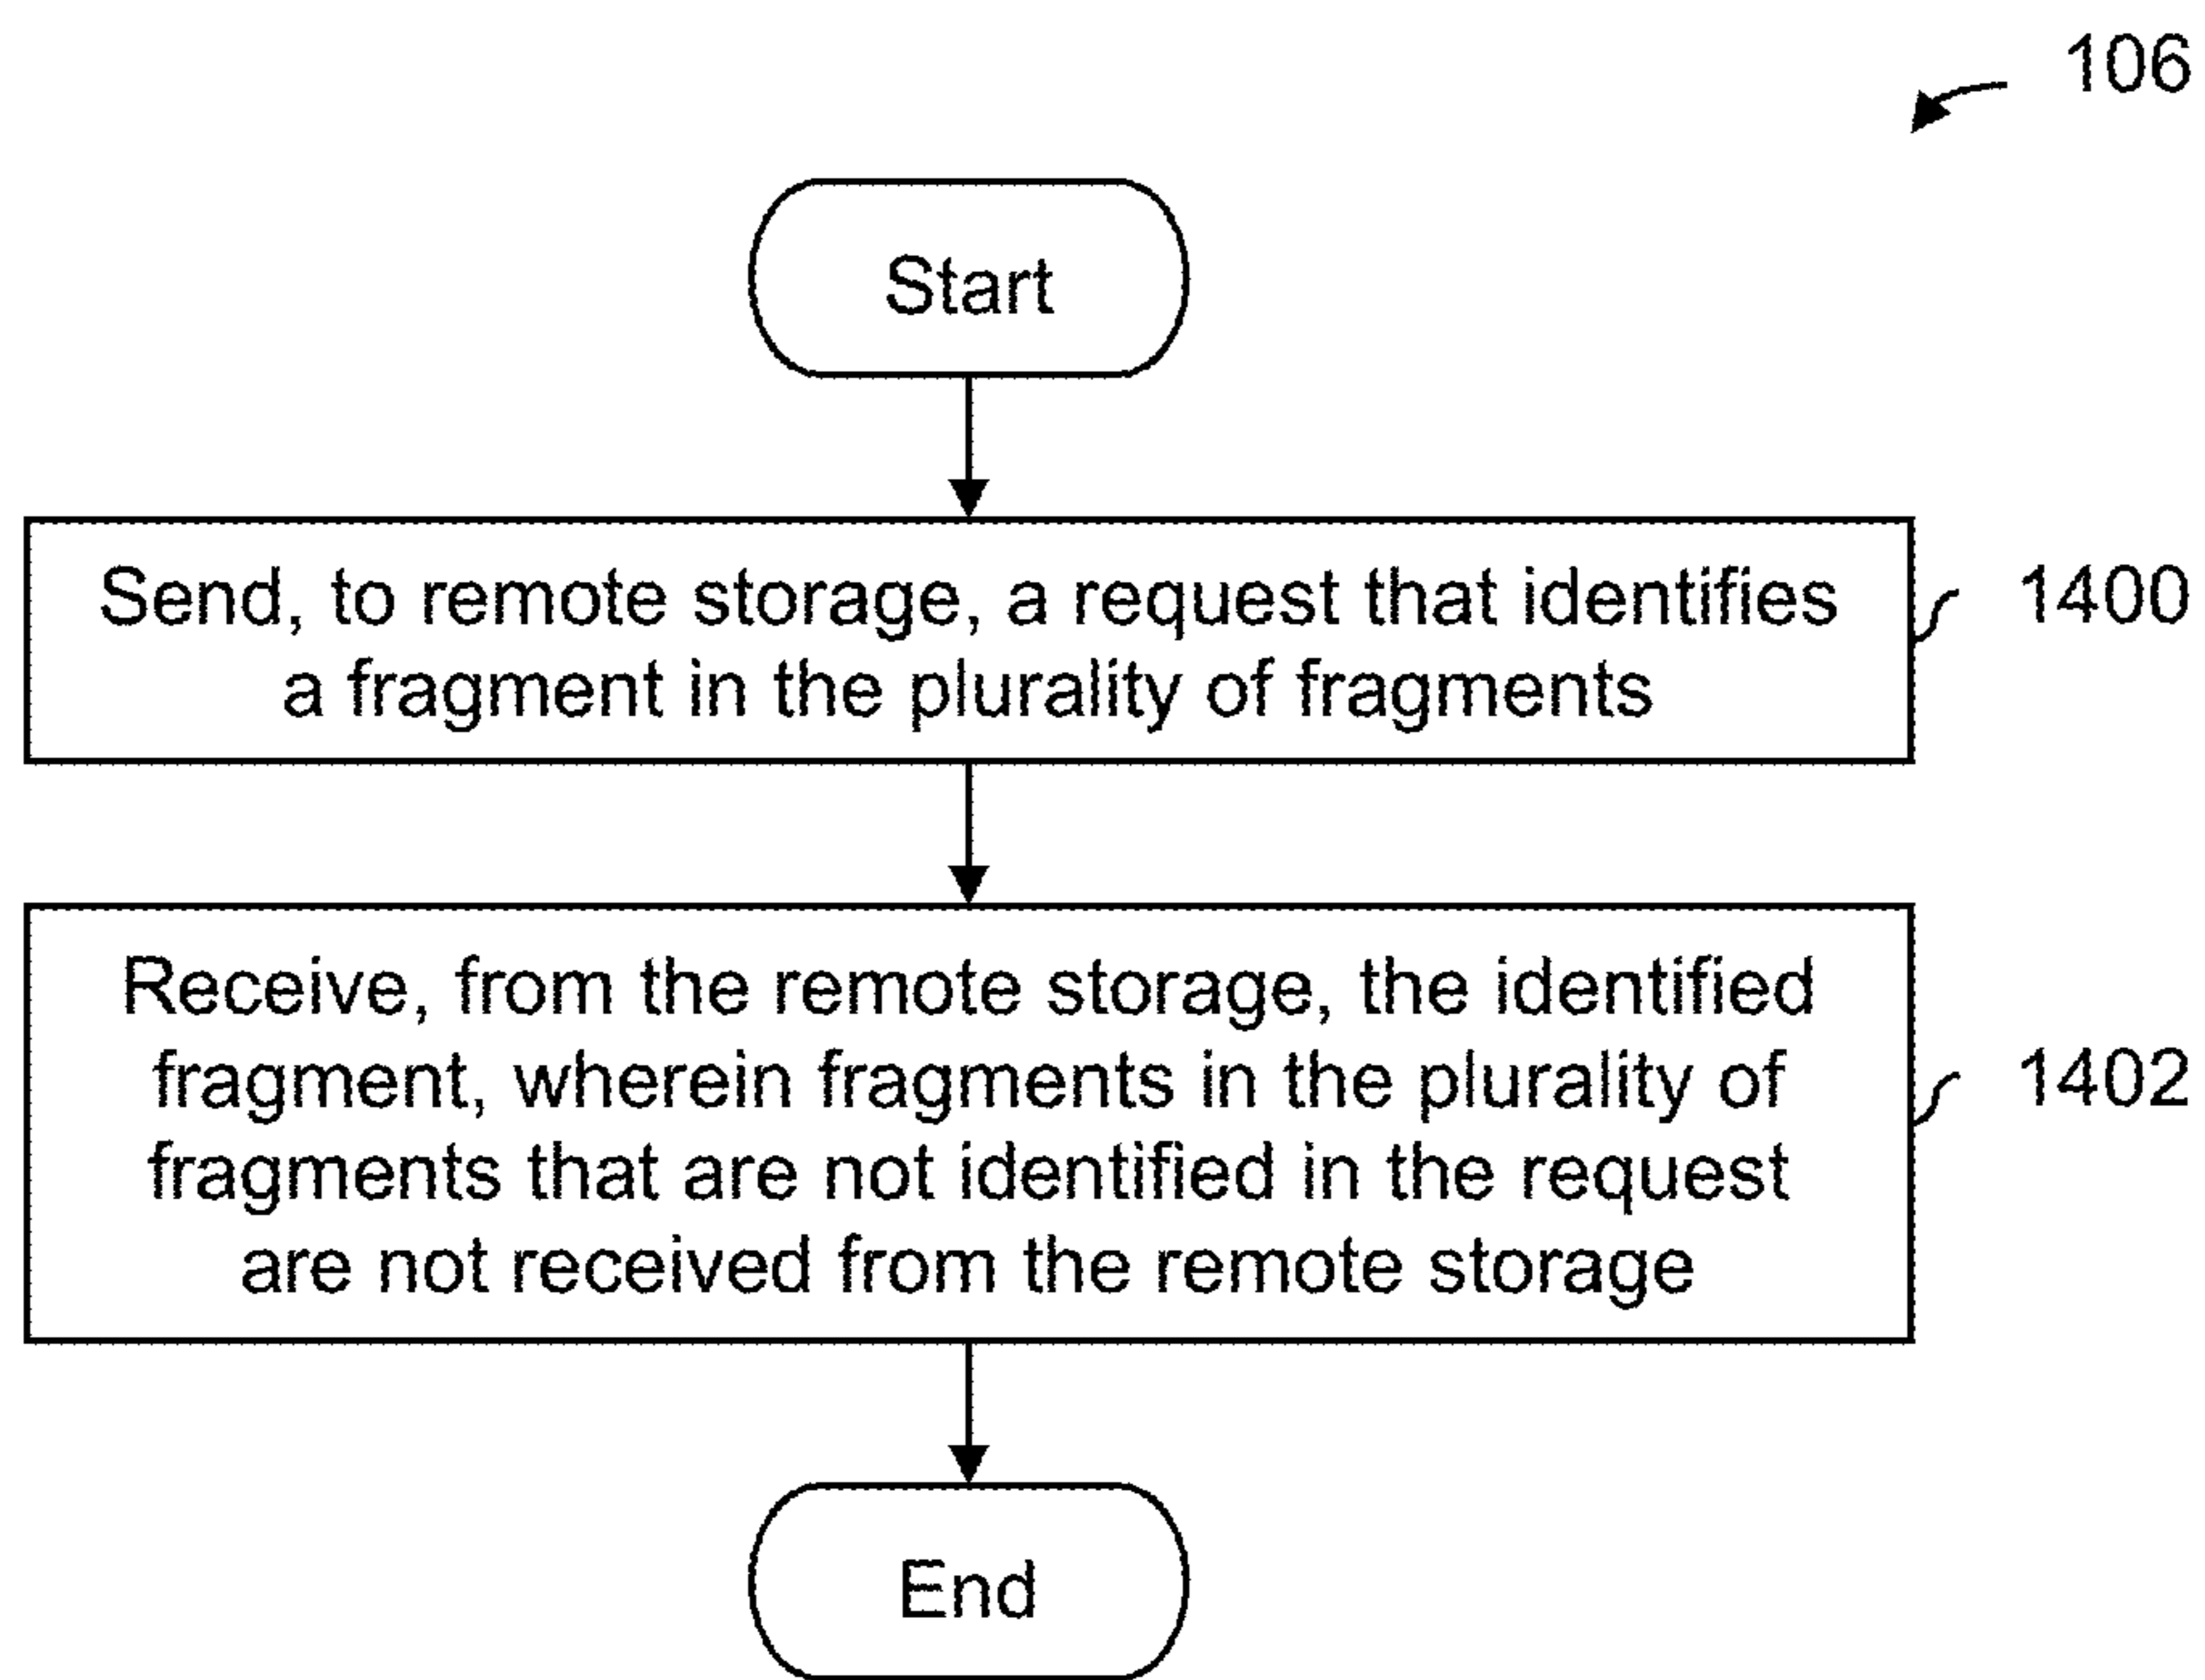 106
Start
Send, to remote storage, a request that identifies
a fragment in the plurality of fragments
1400
Receive, from the remote storage, the identified
fragment, wherein fragments in the plurality of
fragments that are not identified in the request
are not received from the remote storage
1402
End